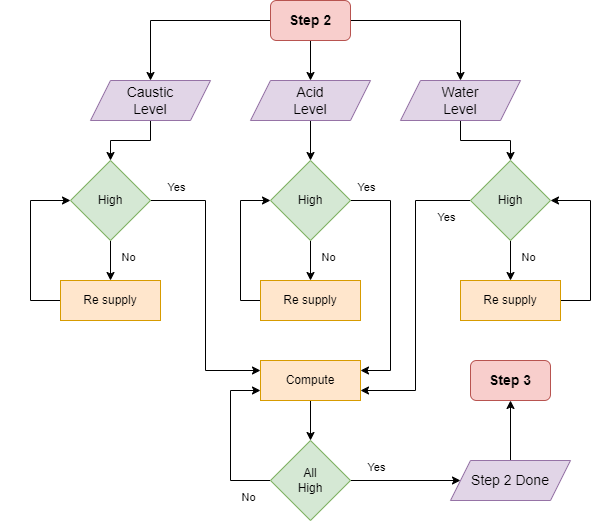 Step 2
Caustic
Level
Acid
Level
Water
Level
High
Yes
High
Yes
High
Yes
No
No
No
Re supply
Re supply
Re supply
Compute
Step 3
All
High
Yes
No
Step 2 Done